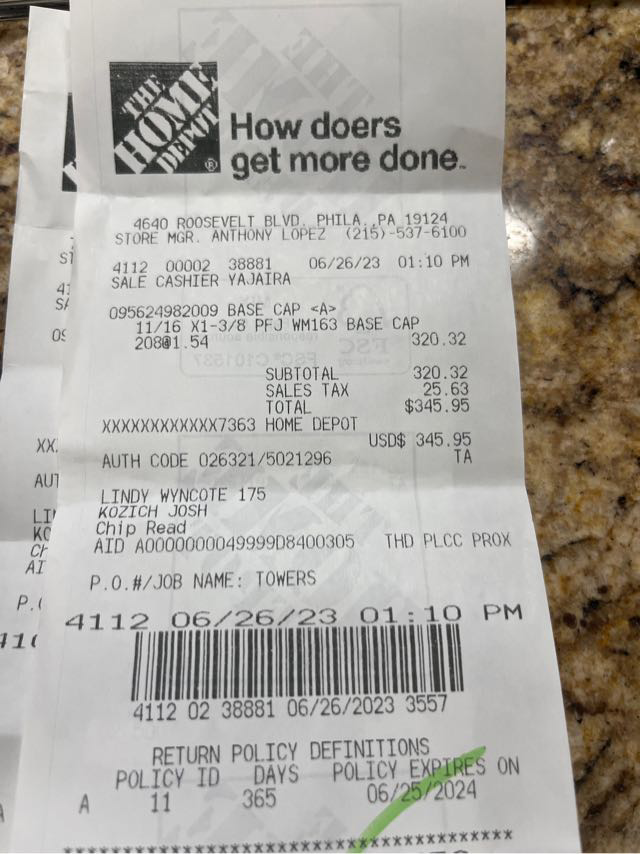 THE
HOME
DEPOT
®
How doers
get more done™
4640 ROOSEVELT BLVD. PHILA.,PA 19124
STORE MGR. ANTHONY LOPEZ (215)-537-6100
4112 00002 38881 06/26/23 01:10 PM
SALE CASHIER YAJAIRA
095624982009 BASE CAP <A>
11/16 X1-3/8 PFJ WM163 BASE CAP
208@1.54 320.32
SUBTOTAL 320.32
SALES TAX 25.63
TOTAL $345.95
XXXXXXXXXXXX7363 HOME DEPOT
USD$ 345.95
AUTH CODE 026321/5021296 TA
LINDY WYNCOTE 175
KOZICH JOSH
Chip Read
AID A0000000049999D8400305 THD PLCC PROX
P.O.#/JOB NAME: TOWERS
4112 06/26/23 01:10 PM
4112 02 38881 06/26/2023 3557
RETURN POLICY DEFINITIONS
POLICY ID DAYS POLICY EXPIRES ON
A 11 365 06/25/2024
****************************************